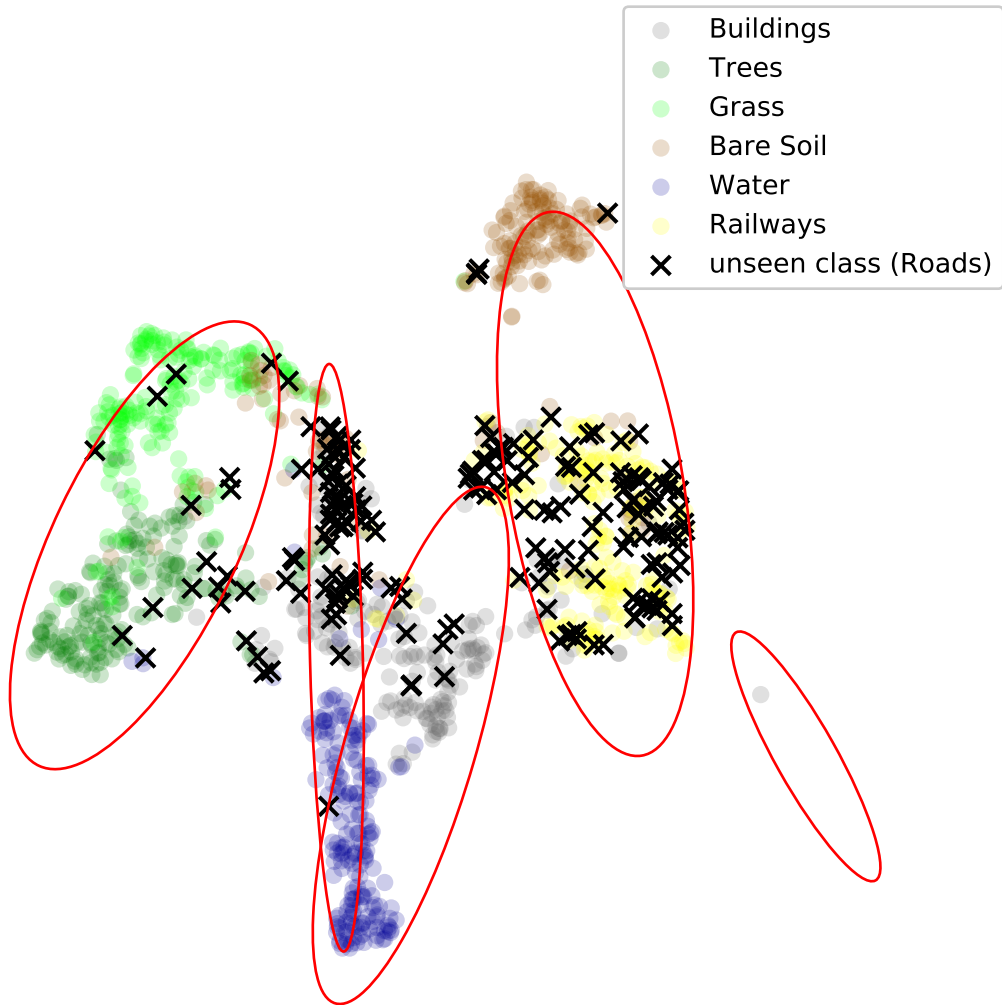 Buildings
Trees
Grass
Bare Soil
Water
Railways
unseen class (Roads)